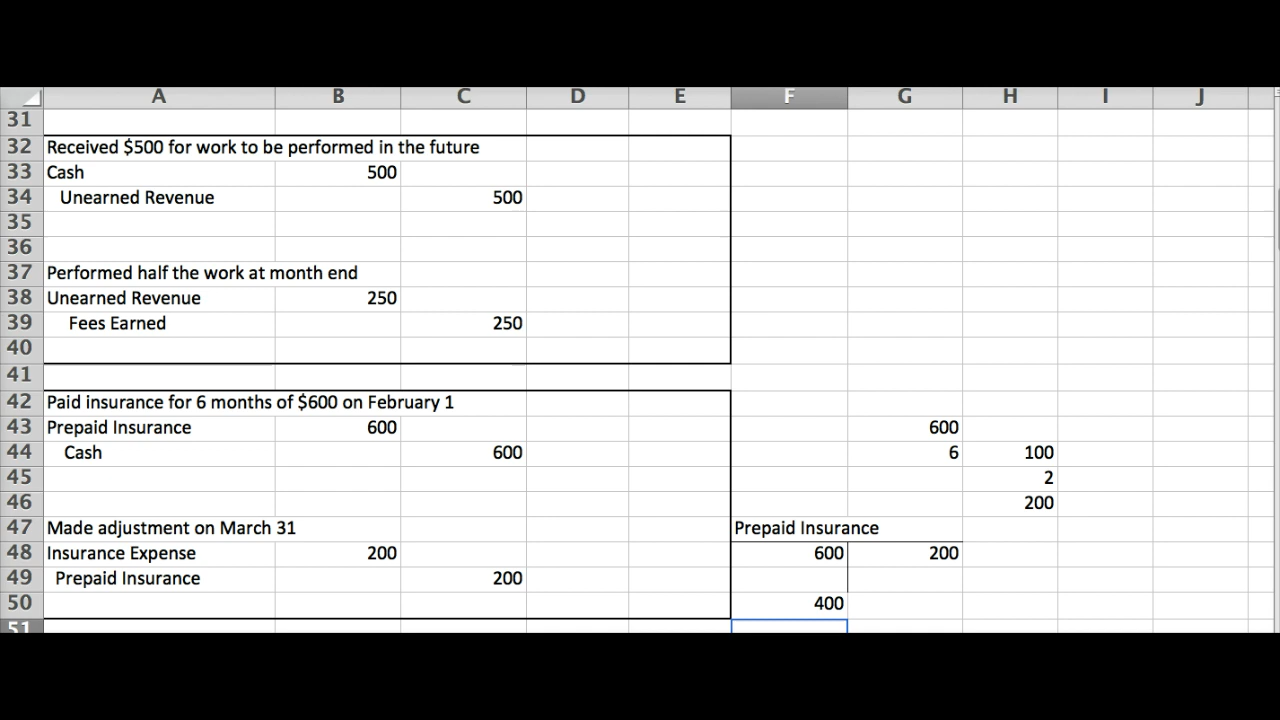 A B C D E F G H I J
31
32 Received $500 for work to be performed in the future
33 Cash 500
34 Unearned Revenue 500
35
36
37 Performed half the work at month end
38 Unearned Revenue 250
39 Fees Earned 250
40
41
42 Paid insurance for 6 months of $600 on February 1
43 Prepaid Insurance 600 600
44 Cash 600 6 100
45 2
46 200
47 Made adjustment on March 31 Prepaid Insurance
48 Insurance Expense 200 600 200
49 Prepaid Insurance 200
50 400
51